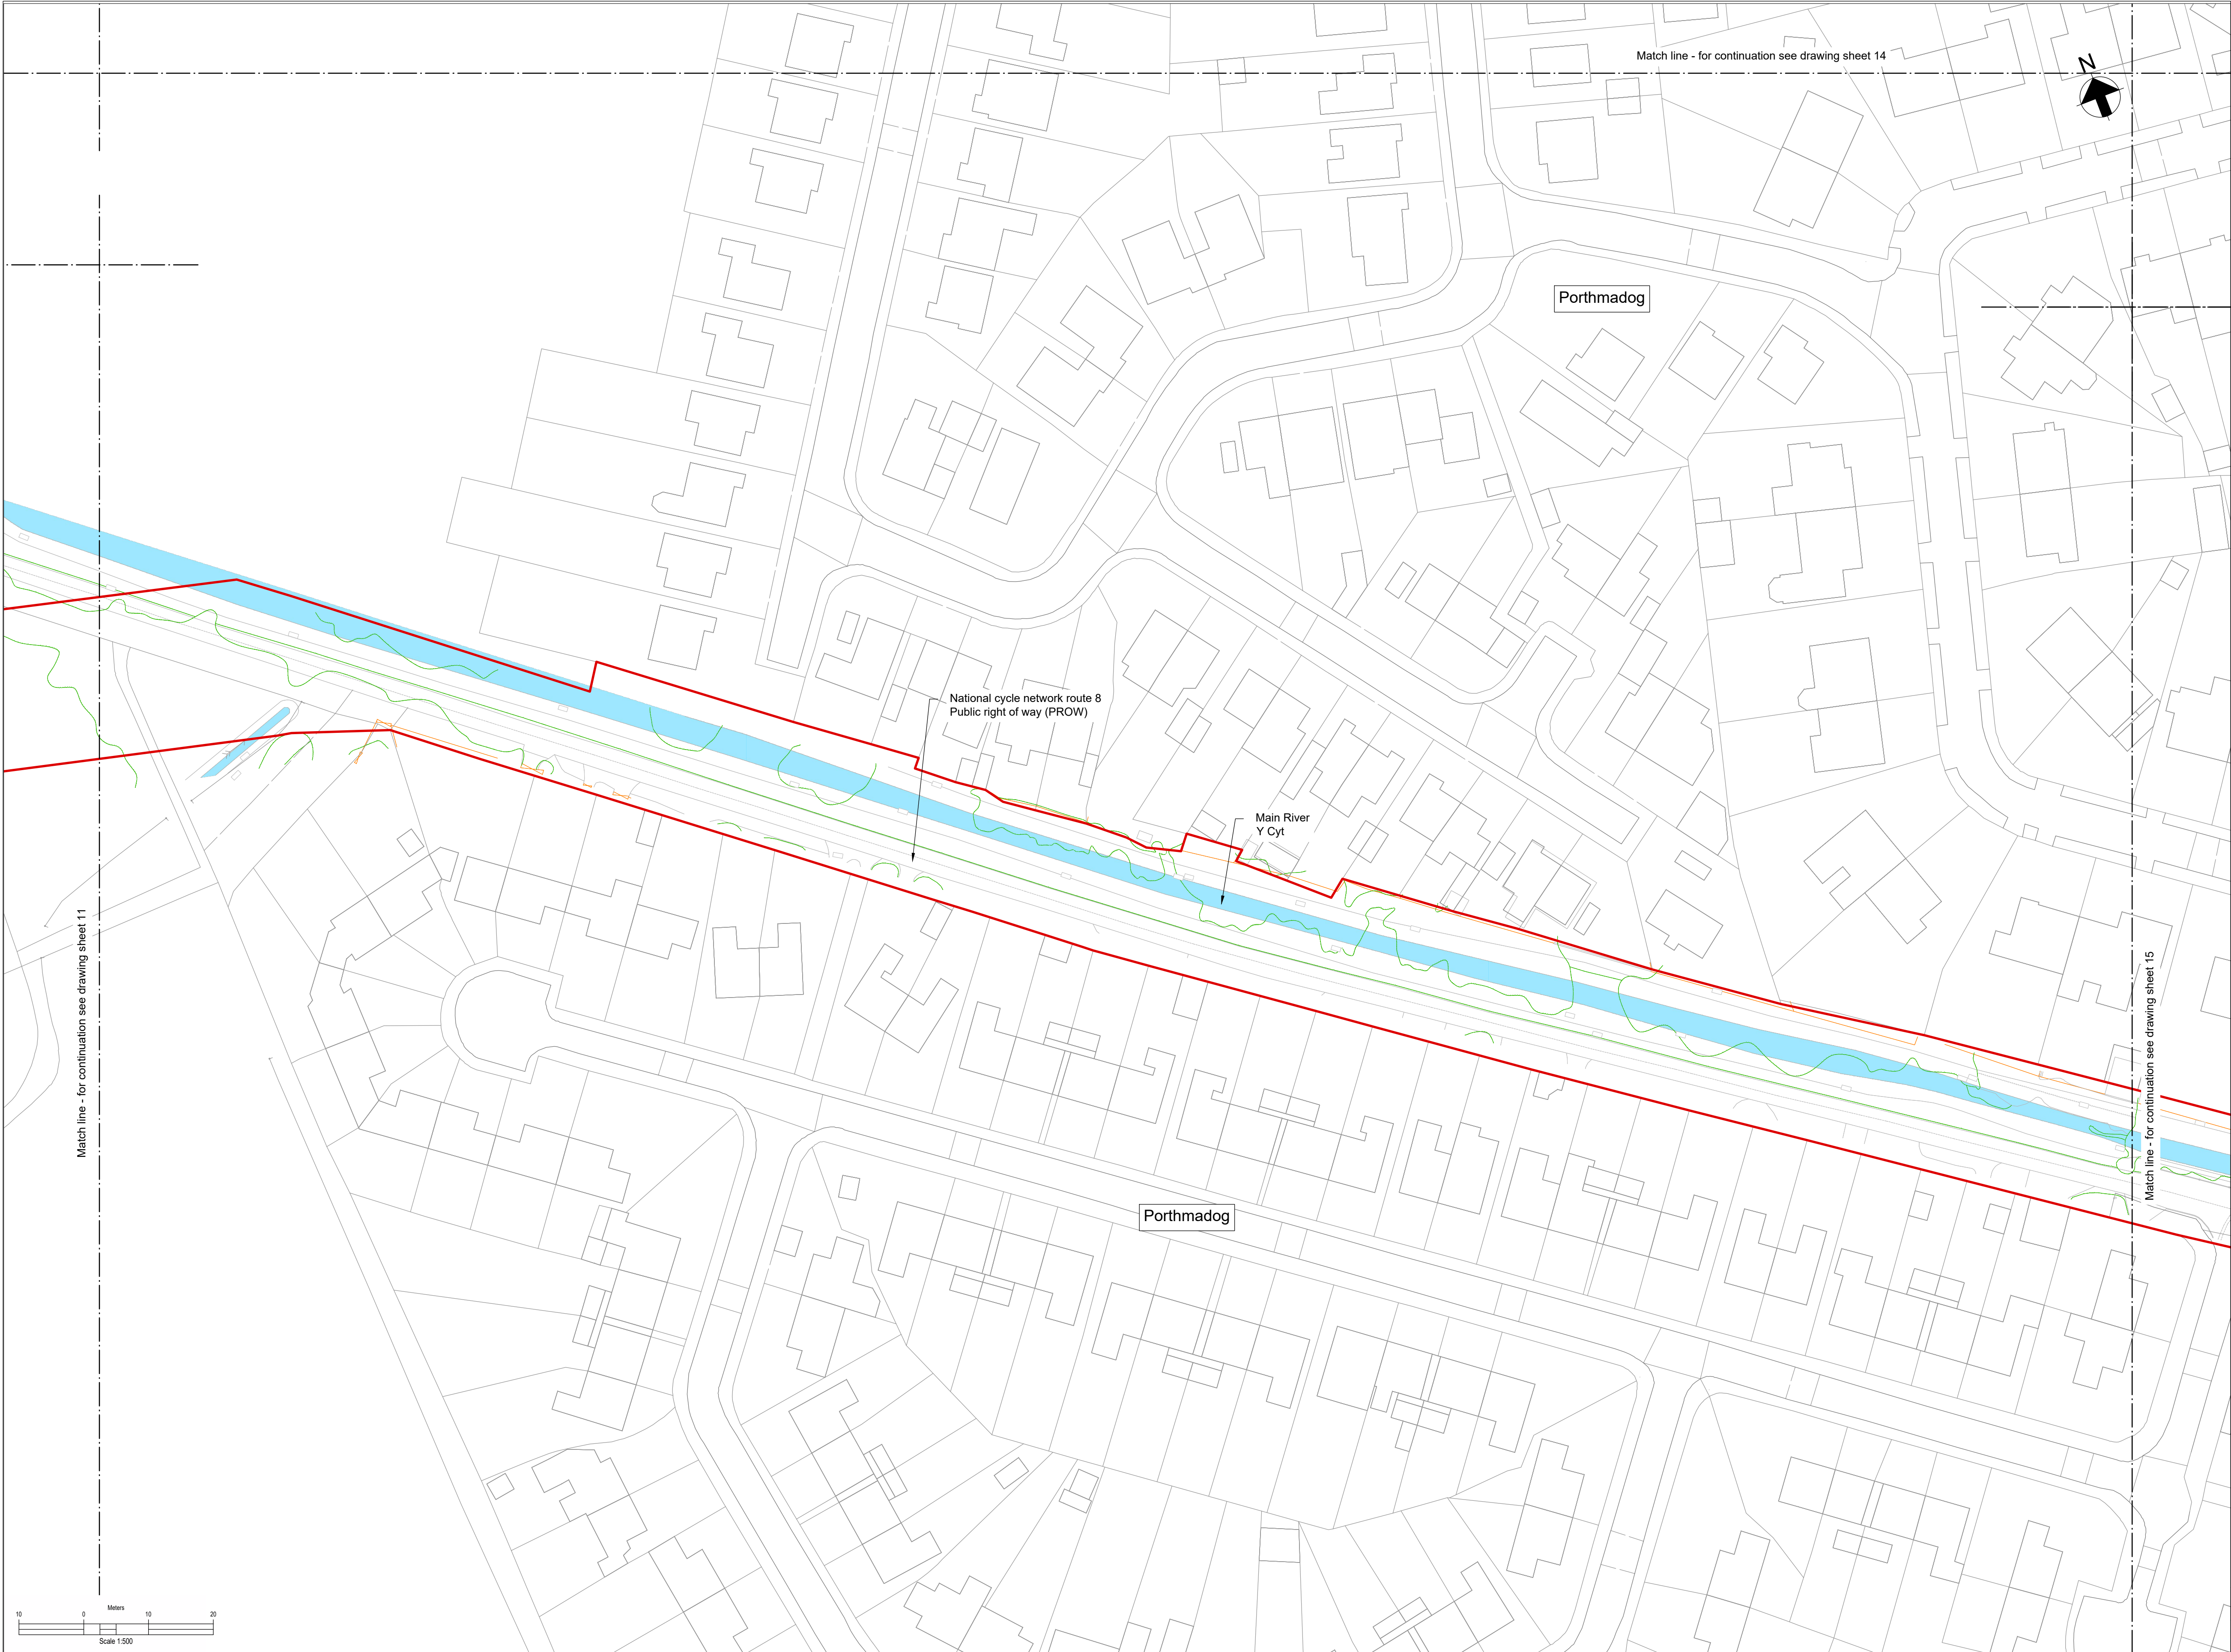 Match line - for continuation see drawing sheet 14
N
Porthmadog
National cycle network route 8
Public right of way (PROW)
Main River
Y Cyt
Match line - for continuation see drawing sheet 11
Match line - for continuation see drawing sheet 15
Porthmadog
Meters
10 0 10 20
Scale 1:500